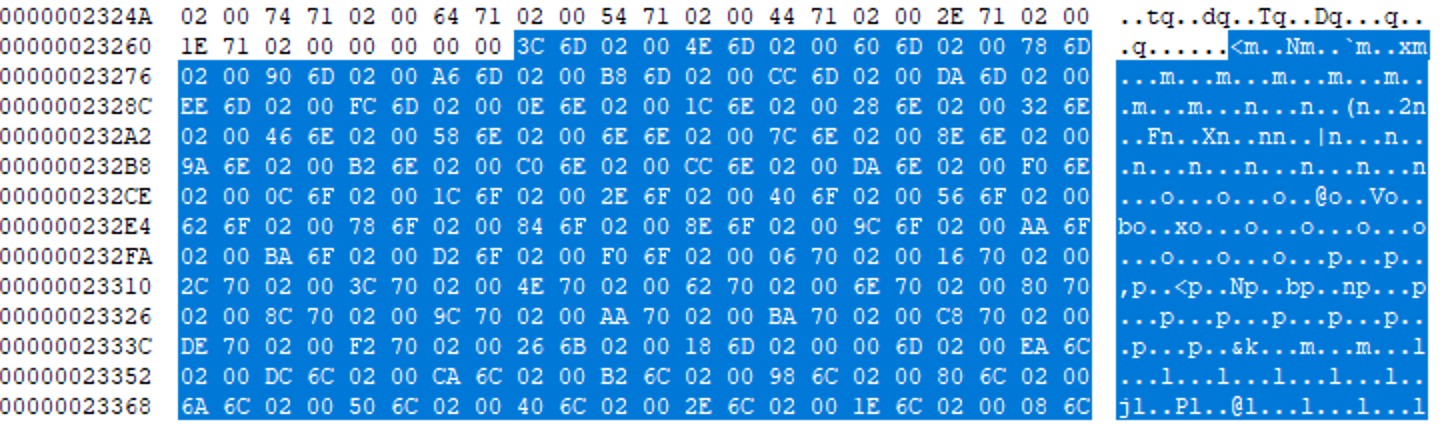 0000002324A 02 00 74 71 02 00 64 71 02 00 54 71 02 00 44 71 02 00 2E 71 02 00 ..tq..dq..Tq..Dq...q..
00000023260 1E 71 02 00 00 00 00 00 3C 6D 02 00 4E 6D 02 00 60 6D 02 00 78 6D .q......<m..Nm..`m..xm
00000023276 02 00 90 6D 02 00 A6 6D 02 00 B8 6D 02 00 CC 6D 02 00 DA 6D 02 00 ...m...m...m...m...m..
0000002328C EE 6D 02 00 FC 6D 02 00 0E 6E 02 00 1C 6E 02 00 28 6E 02 00 32 6E .m...m...n...n..(n..2n
000000232A2 02 00 46 6E 02 00 58 6E 02 00 6E 6E 02 00 7C 6E 02 00 8E 6E 02 00 ..Fn..Xn..nn..|n...n..
000000232B8 9A 6E 02 00 B2 6E 02 00 C0 6E 02 00 CC 6E 02 00 DA 6E 02 00 F0 6E .n...n...n...n...n...n
000000232CE 02 00 0C 6F 02 00 1C 6F 02 00 2E 6F 02 00 40 6F 02 00 56 6F 02 00 ...o...o...o..@o..Vo..
000000232E4 62 6F 02 00 78 6F 02 00 84 6F 02 00 8E 6F 02 00 9C 6F 02 00 AA 6F bo..xo...o...o...o...o
000000232FA 02 00 BA 6F 02 00 D2 6F 02 00 F0 6F 02 00 06 70 02 00 16 70 02 00 ...o...o...o...p...p..
00000023310 2C 70 02 00 3C 70 02 00 4E 70 02 00 62 70 02 00 6E 70 02 00 80 70 ,p..<p..Np..bp..np...p
00000023326 02 00 8C 70 02 00 9C 70 02 00 AA 70 02 00 BA 70 02 00 C8 70 02 00 ...p...p...p...p...p..
0000002333C DE 70 02 00 F2 70 02 00 26 6B 02 00 18 6D 02 00 00 6D 02 00 EA 6C .p...p..&k...m...m...l
00000023352 02 00 DC 6C 02 00 CA 6C 02 00 B2 6C 02 00 98 6C 02 00 80 6C 02 00 ...l...l...l...l...l..
00000023368 6A 6C 02 00 50 6C 02 00 40 6C 02 00 2E 6C 02 00 1E 6C 02 00 08 6C jl..Pl..@l...l...l...l